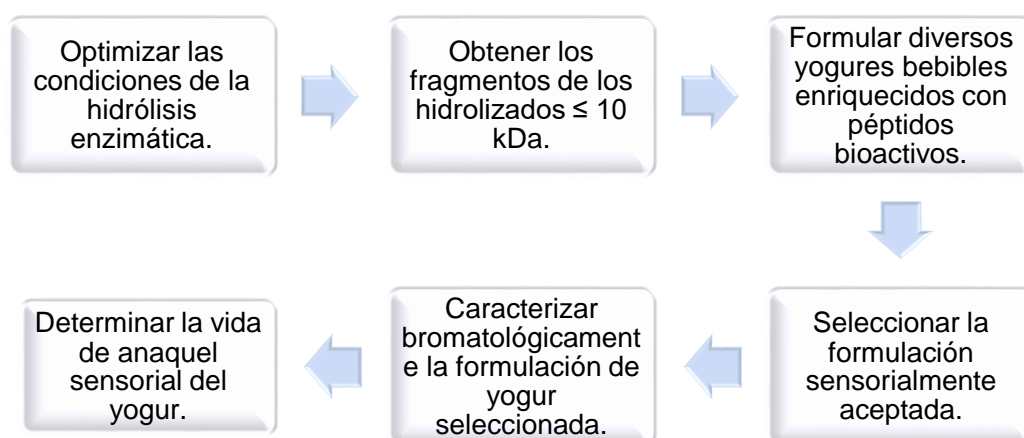 Optimizar las
condiciones de la
hidrólisis
enzimática.
Obtener los
fragmentos de los
hidrolizados ≤ 10
kDa.
Formular diversos
yogures bebibles
enriquecidos con
péptidos
bioactivos.
Seleccionar la
formulación
sensorialmente
aceptada.
Caracterizar
bromatológicament
e la formulación de
yogur
seleccionada.
Determinar la vida
de anaquel
sensorial del
yogur.